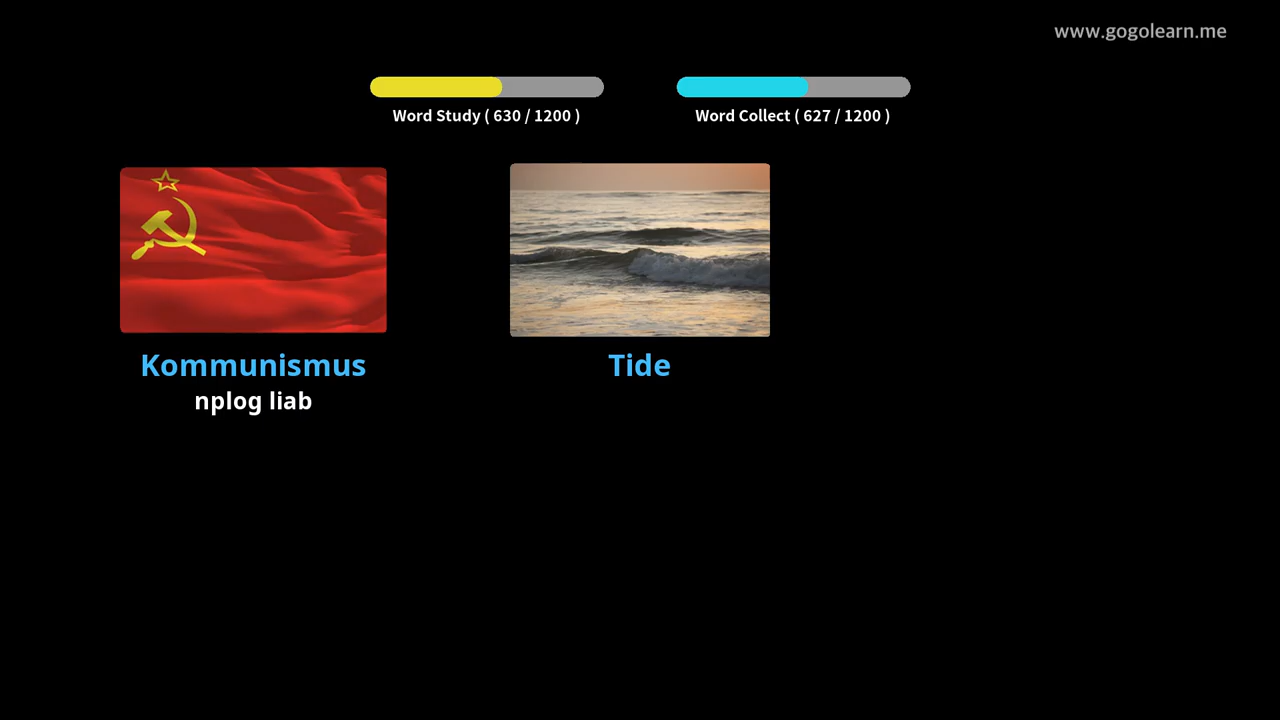 www.gogolearn.me
Word Study ( 630 / 1200 )
Word Collect ( 627 / 1200 )
Kommunismus
nplog liab
Tide